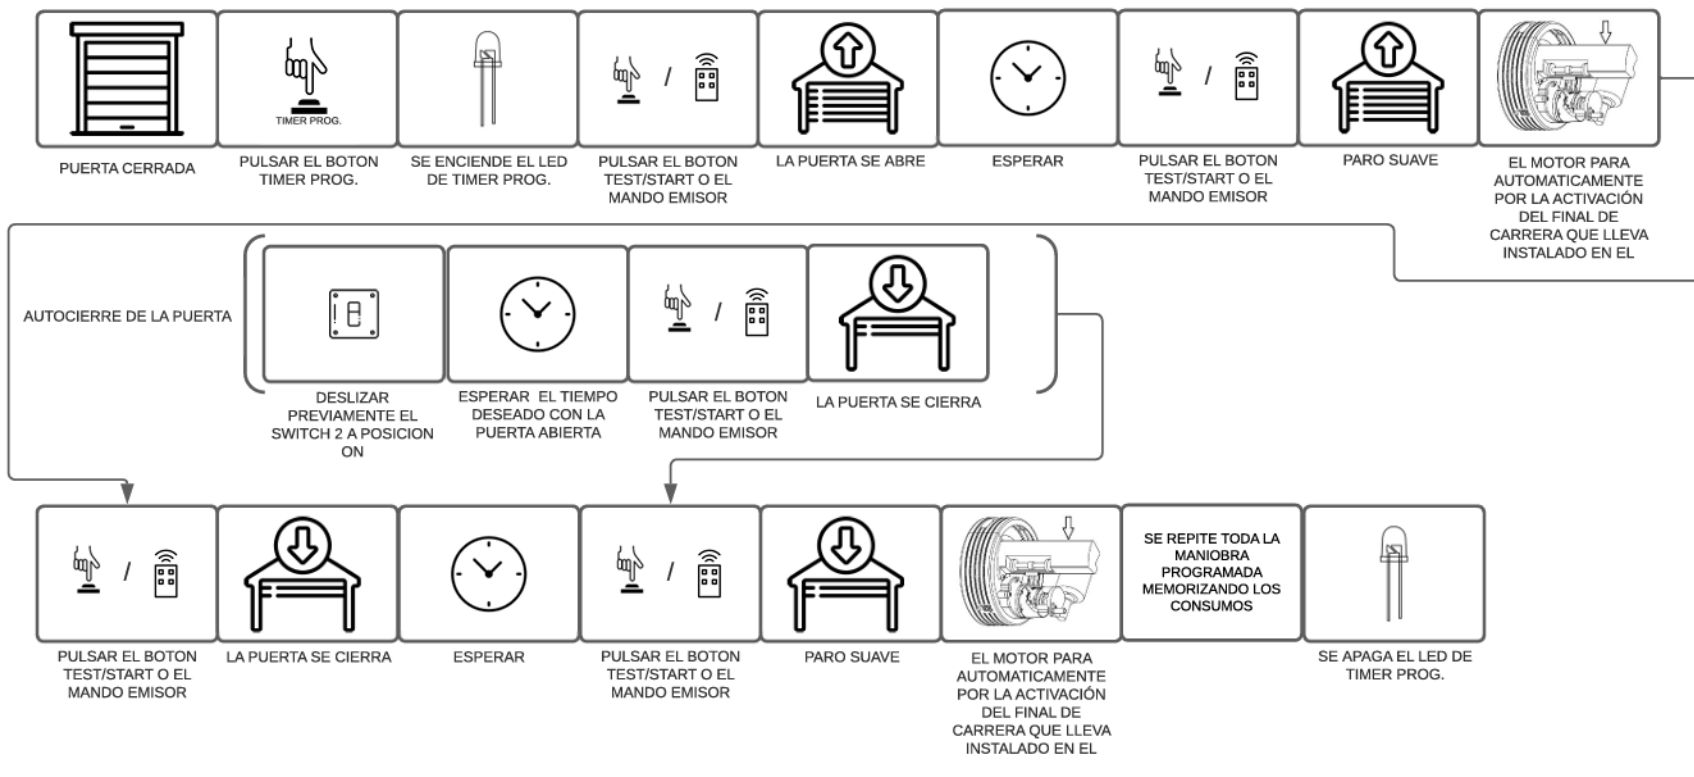 TIMER PROG.
/
/
PUERTA CERRADA
PULSAR EL BOTON
TIMER PROG.
SE ENCIENDE EL LED
DE TIMER PROG.
PULSAR EL BOTON
TEST/START O EL
MANDO EMISOR
LA PUERTA SE ABRE
ESPERAR
PULSAR EL BOTON
TEST/START O EL
MANDO EMISOR
PARO SUAVE
EL MOTOR PARA
AUTOMATICAMENTE
POR LA ACTIVACIÓN
DEL FINAL DE
CARRERA QUE LLEVA
INSTALADO EN EL
AUTOCIERRE DE LA PUERTA
/
DESLIZAR
PREVIAMENTE EL
SWITCH 2 A POSICION
ON
ESPERAR EL TIEMPO
DESEADO CON LA
PUERTA ABIERTA
PULSAR EL BOTON
TEST/START O EL
MANDO EMISOR
LA PUERTA SE CIERRA
/
/
SE REPITE TODA LA
MANIOBRA
PROGRAMADA
MEMORIZANDO LOS
CONSUMOS
PULSAR EL BOTON
TEST/START O EL
MANDO EMISOR
LA PUERTA SE CIERRA
ESPERAR
PULSAR EL BOTON
TEST/START O EL
MANDO EMISOR
PARO SUAVE
EL MOTOR PARA
AUTOMATICAMENTE
POR LA ACTIVACIÓN
DEL FINAL DE
CARRERA QUE LLEVA
INSTALADO EN EL
SE APAGA EL LED DE
TIMER PROG.